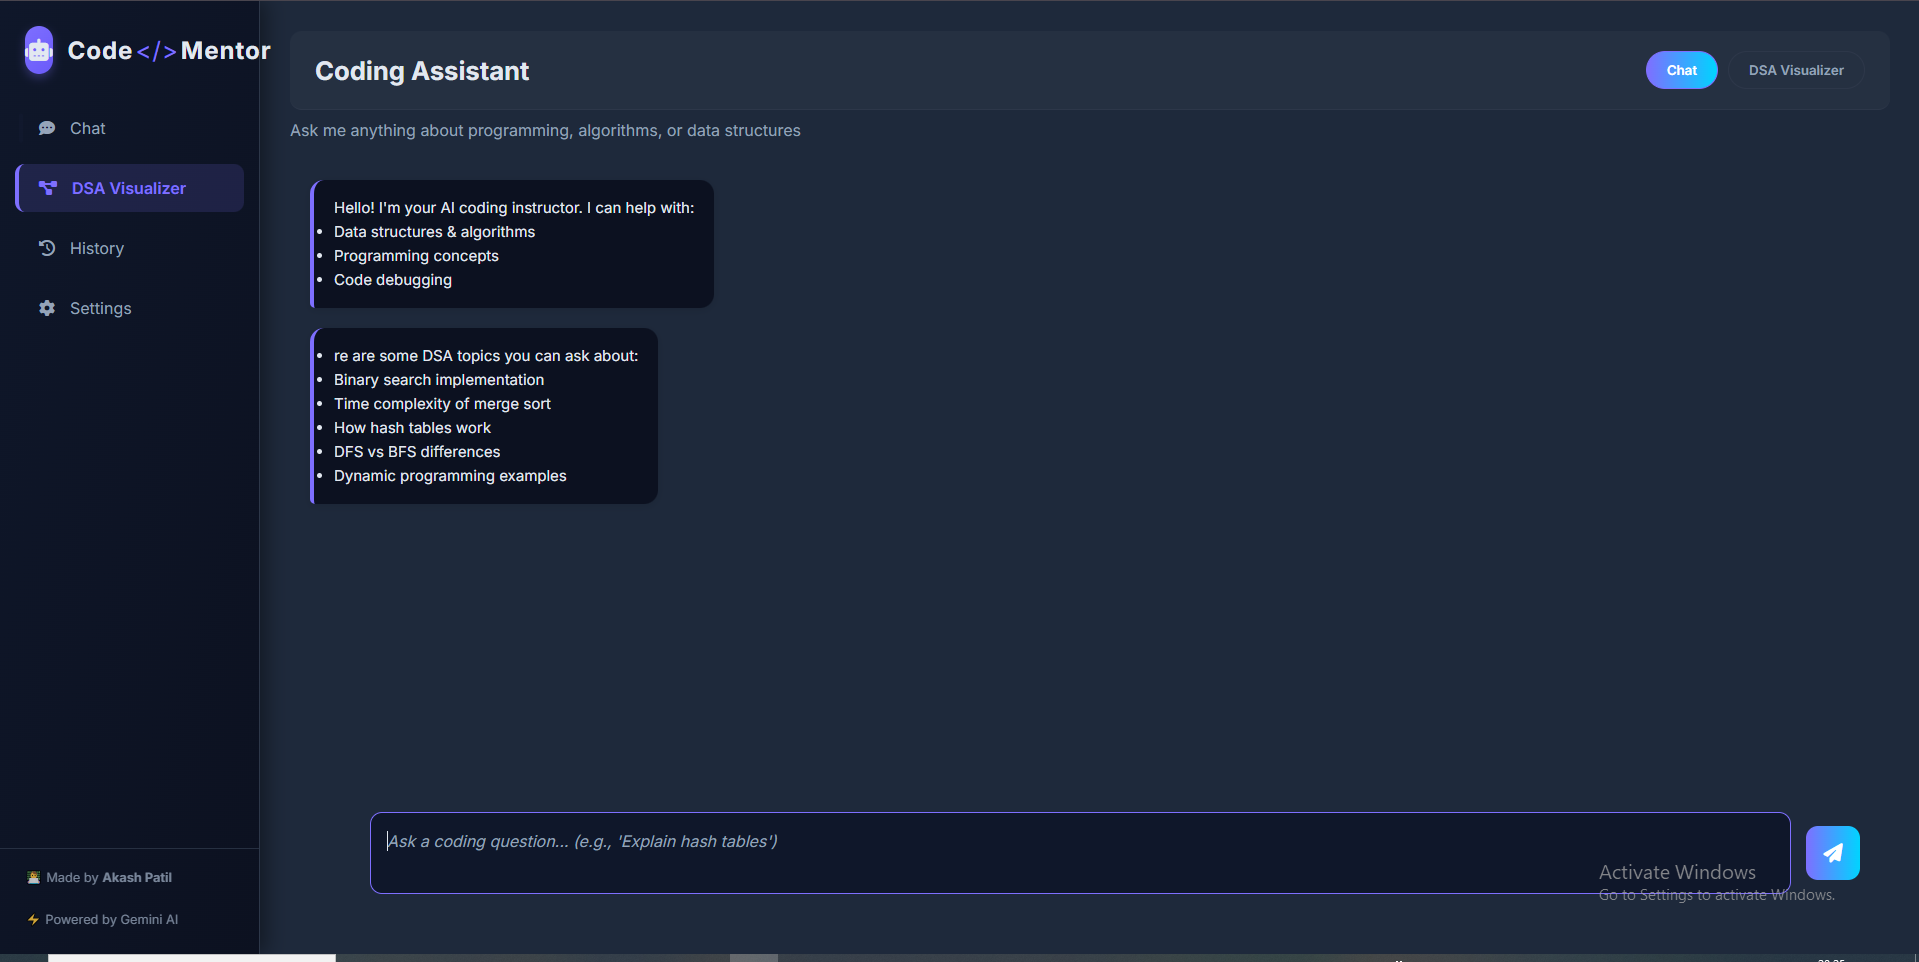 Code</>Mentor
Chat
DSA Visualizer
History
Settings
Made by Akash Patil
Powered by Gemini AI
Coding Assistant
Chat
DSA Visualizer
Ask me anything about programming, algorithms, or data structures
Hello! I'm your AI coding instructor. I can help with:
• Data structures & algorithms
• Programming concepts
• Code debugging
• re are some DSA topics you can ask about:
• Binary search implementation
• Time complexity of merge sort
• How hash tables work
• DFS vs BFS differences
• Dynamic programming examples
Ask a coding question... (e.g., 'Explain hash tables')
Activate Windows
Go to Settings to activate Windows.